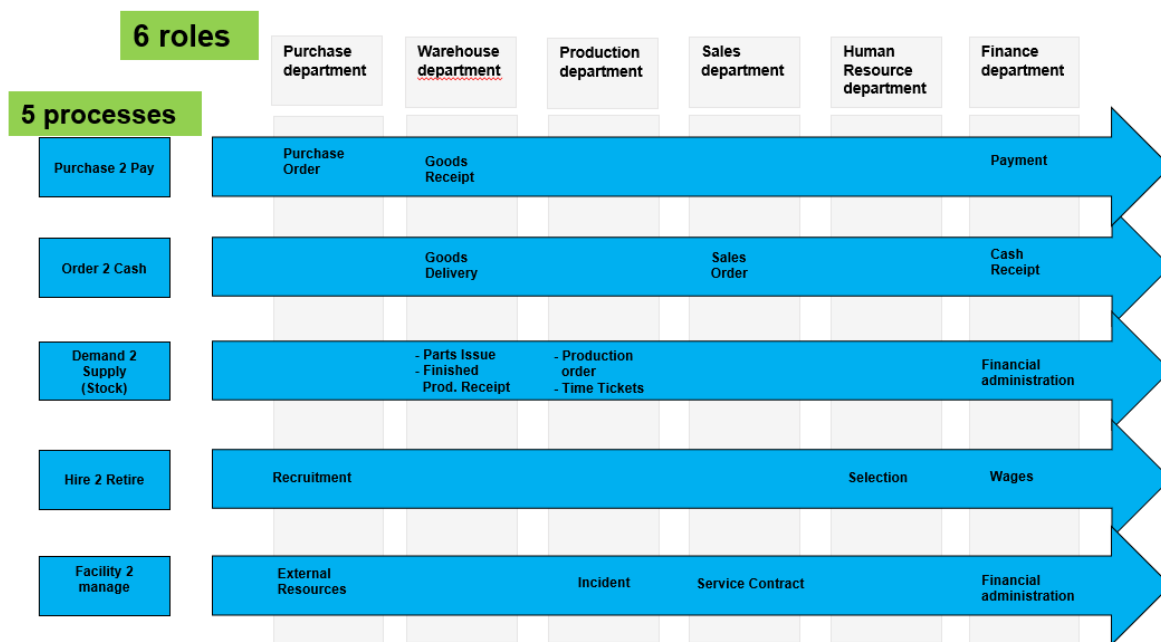 6 roles
Purchase
department
Warehouse
department
Production
department
Sales
department
Human
Resource
department
Finance
department
5 processes
Purchase 2 Pay
Purchase
Order
Goods
Receipt
Payment
Order 2 Cash
Goods
Delivery
Sales
Order
Cash
Receipt
Demand 2
Supply
(Stock)
- Parts Issue
- Finished
Prod. Receipt
- Production
order
- Time Tickets
Financial
administration
Hire 2 Retire
Recruitment
Selection
Wages
Facility 2
manage
External
Resources
Incident
Service Contract
Financial
administration